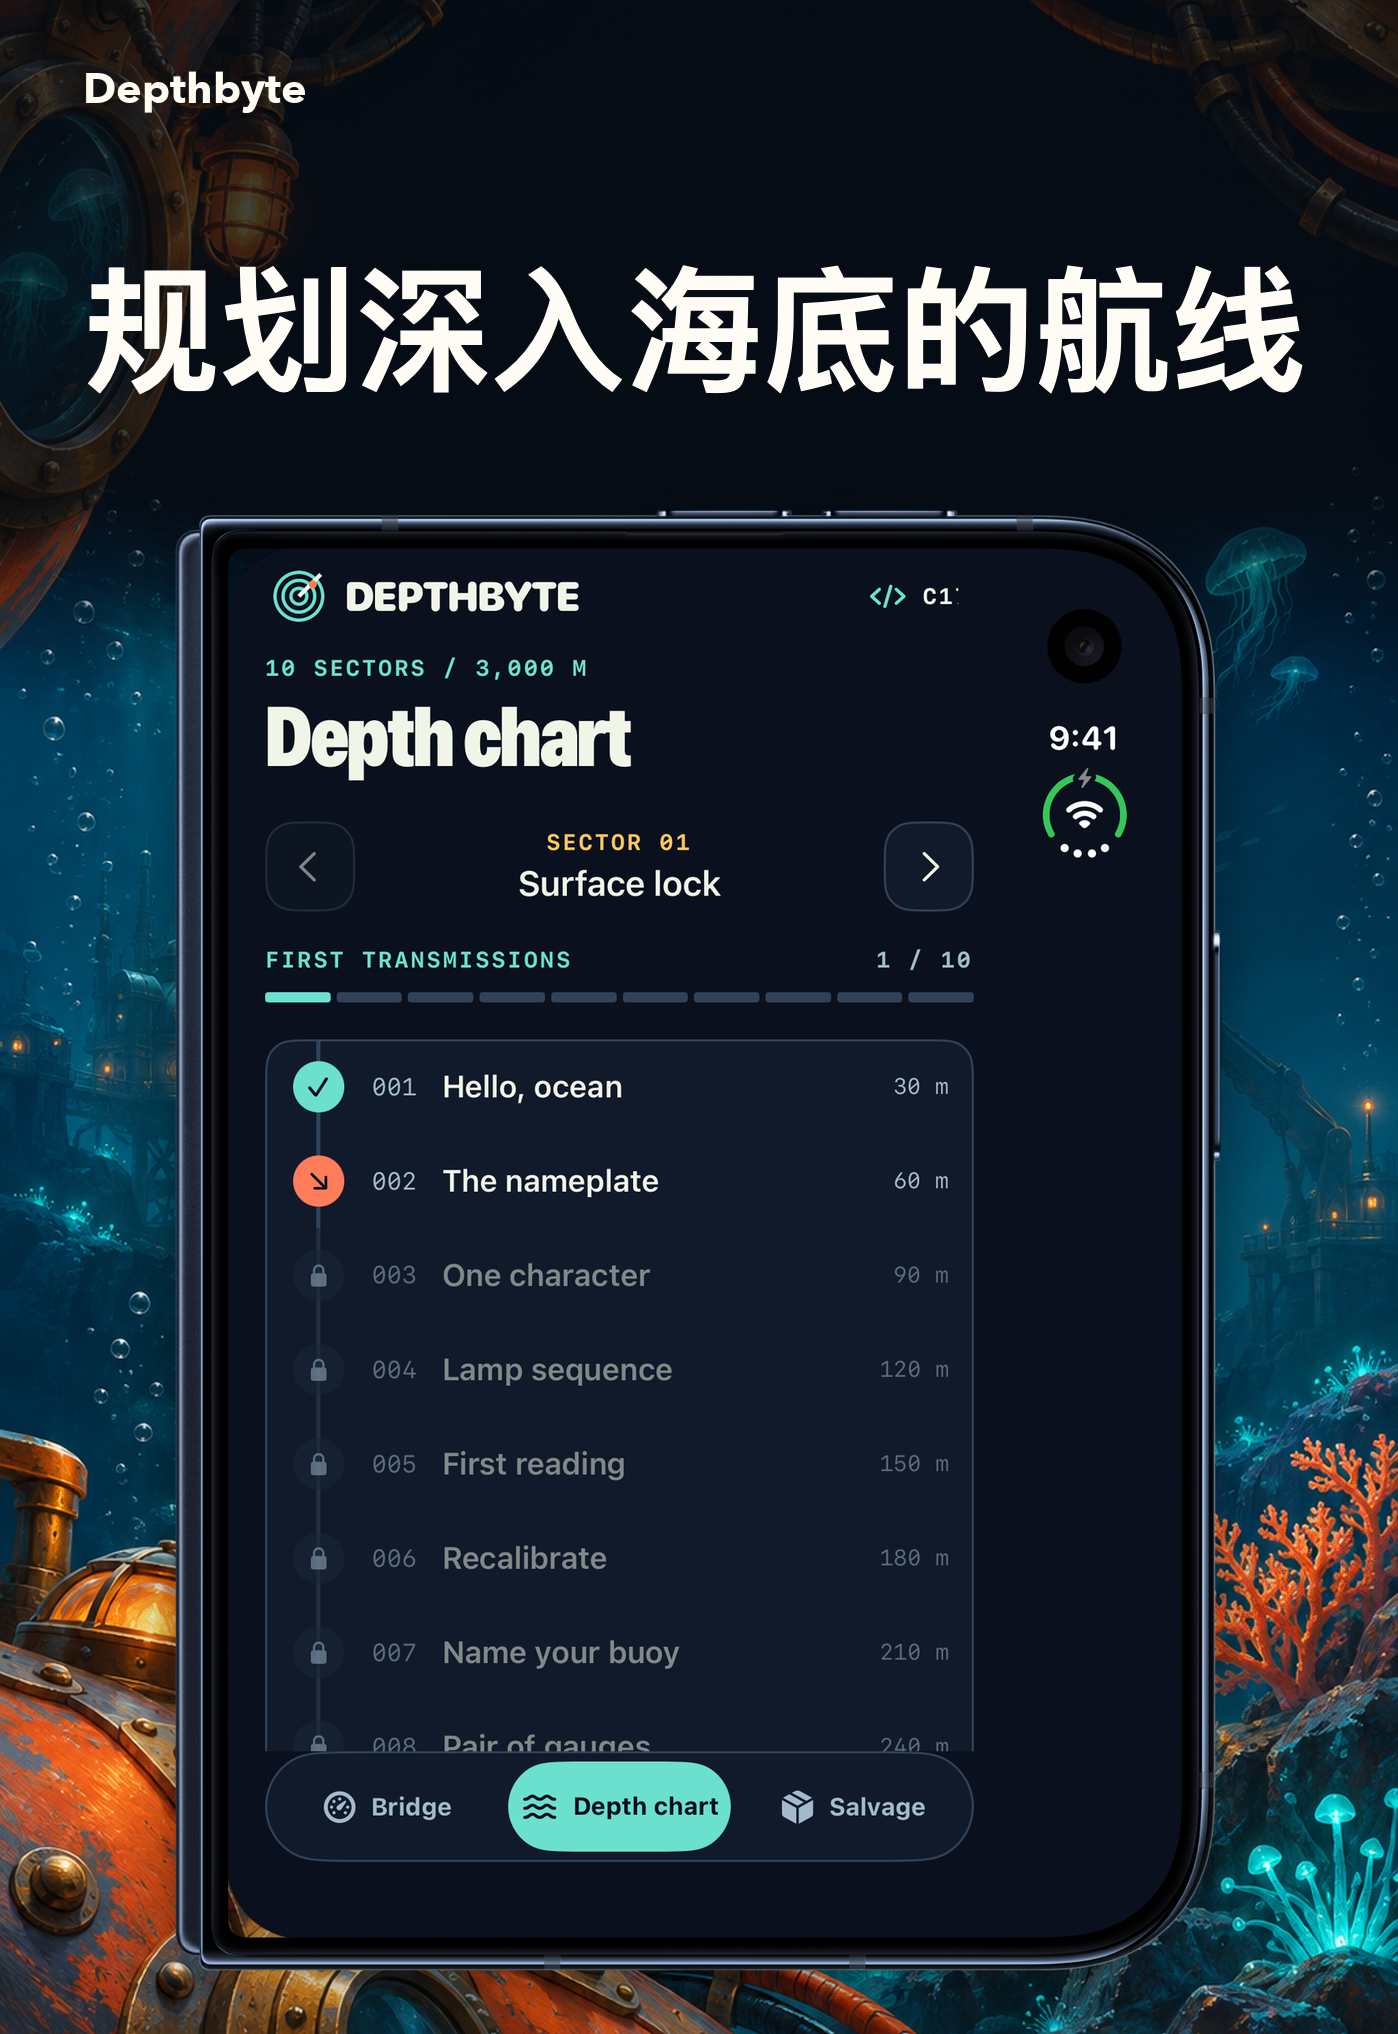 Depthbyte
规划深入海底的航线
DEPTHBYTE
10 SECTORS / 3,000 M
Depth chart
9:41
SECTOR 01
Surface lock
FIRST TRANSMISSIONS 1 / 10
001 Hello, ocean 30 m
002 The nameplate 60 m
003 One character 90 m
004 Lamp sequence 120 m
005 First reading 150 m
006 Recalibrate 180 m
007 Name your buoy 210 m
008 Pair of gauges 240 m
Bridge Depth chart Salvage